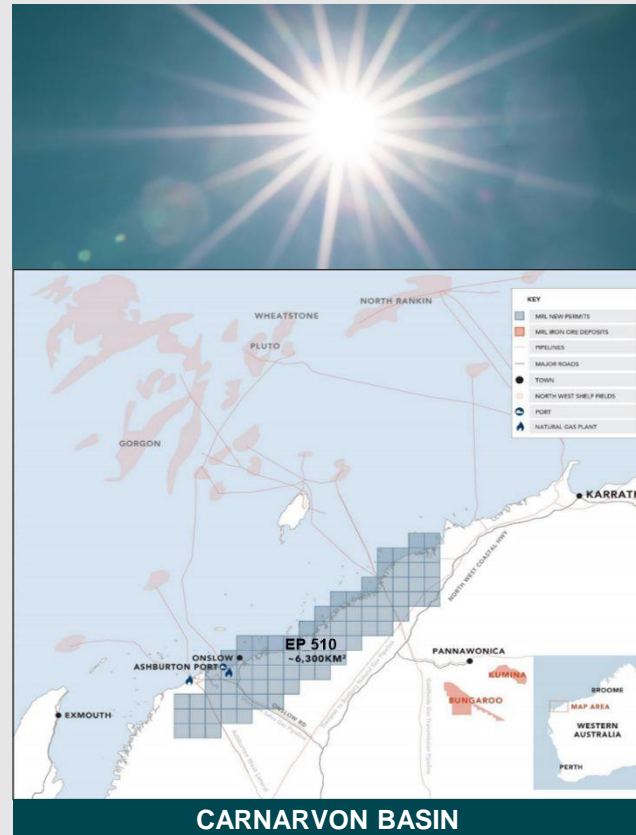 NORTH RANKIN
WHEATSTONE
PLUTO
GORGON
KEY
MRL NEW PERMITS
MRL IRON ORE DEPOSITS
PIPELINES
MAJOR ROADS
TOWN
NORTH WEST SHELF FIELDS
PORT
NATURAL GAS PLANT
KARRATH
NORTH WEST COASTAL HWY
EP 510
~6,300KM²
ONSLOW
ASHBURTON PORT
PANNAWONICA
KUMINA
BUNGAROO
ONSLOW RD
EXMOUTH
BROOME
MAP AREA
WESTERN
AUSTRALIA
PERTH
CARNARVON BASIN